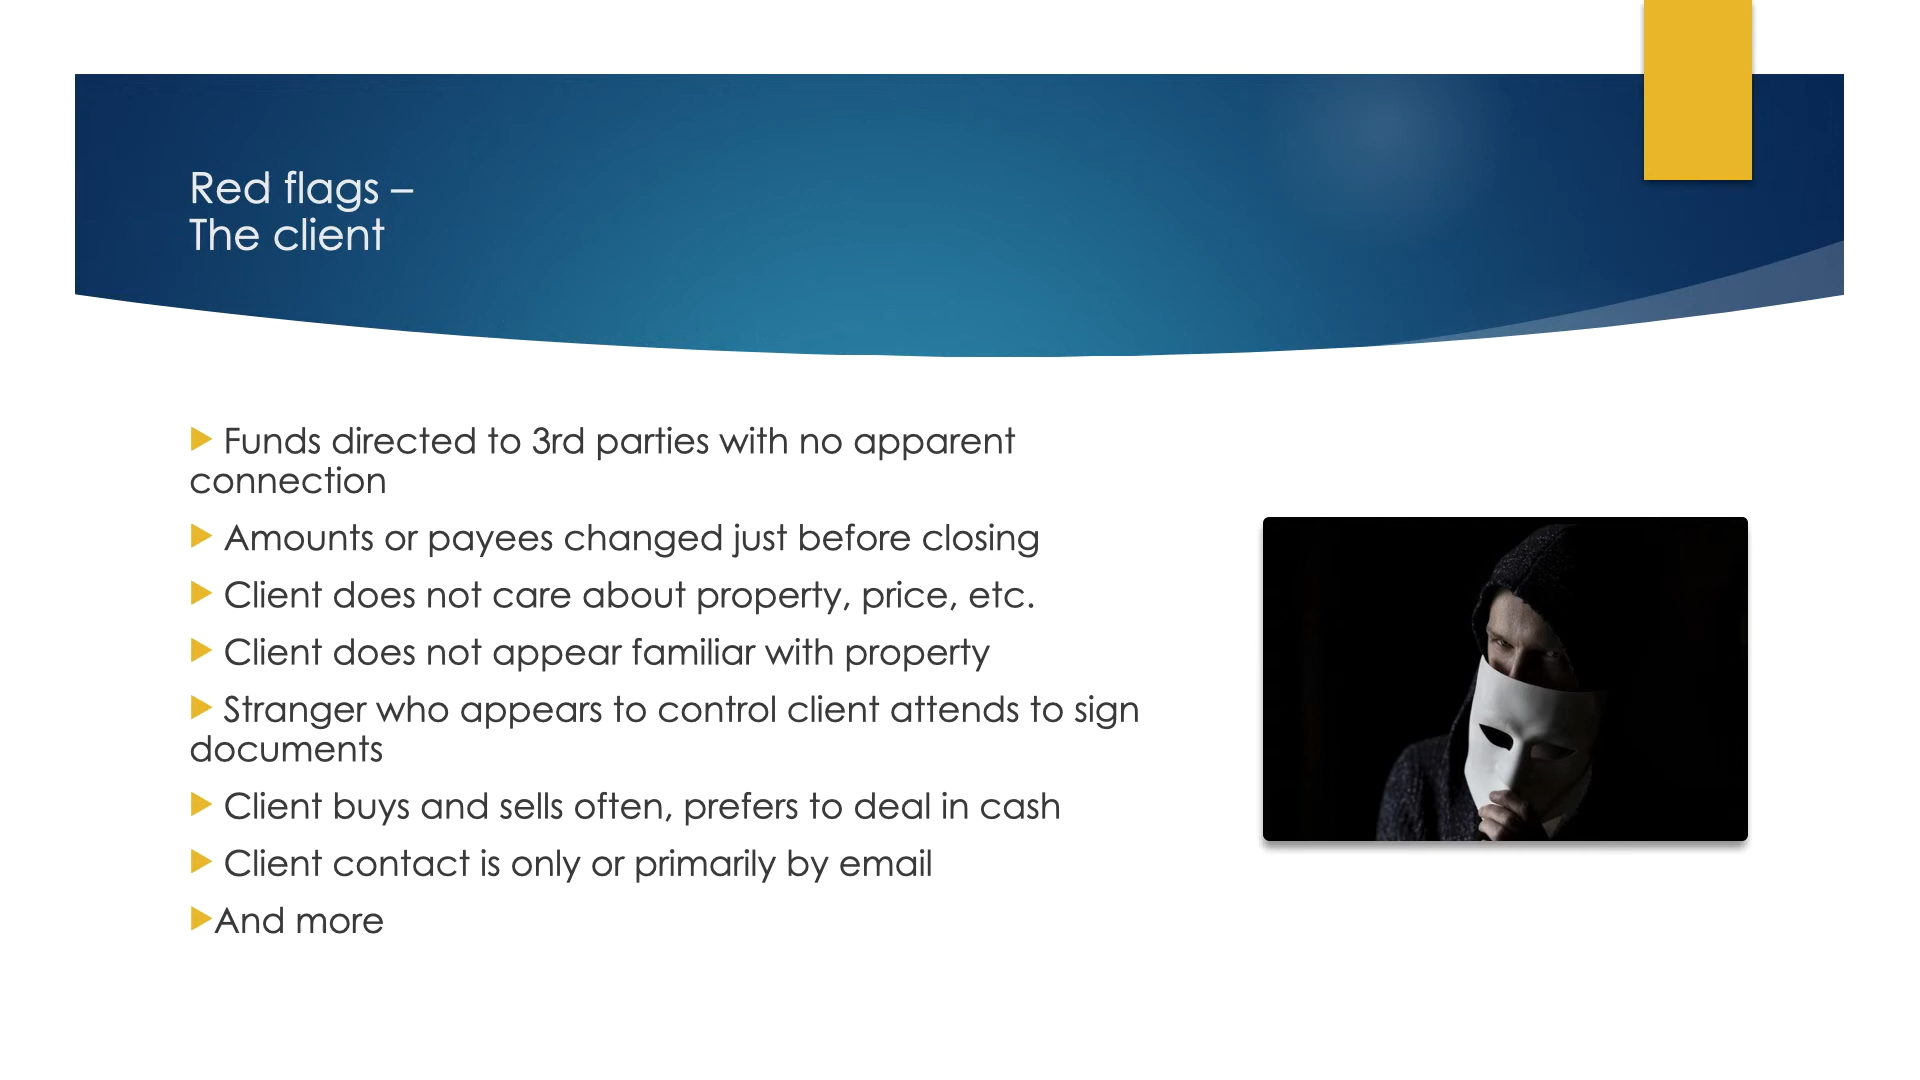 Red flags –
The client
Funds directed to 3rd parties with no apparent
connection
Amounts or payees changed just before closing
Client does not care about property, price, etc.
Client does not appear familiar with property
Stranger who appears to control client attends to sign
documents
Client buys and sells often, prefers to deal in cash
Client contact is only or primarily by email
And more